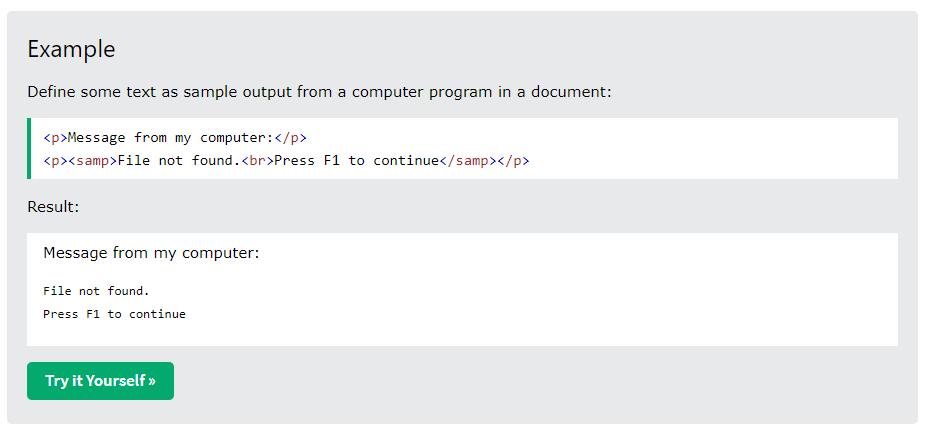 Example
Define some text as sample output from a computer program in a document:
<p>Message from my computer:</p>
<p><samp>File not found.<br>Press F1 to continue</samp></p>
Result:
Message from my computer:
File not found.
Press F1 to continue
Try it Yourself »